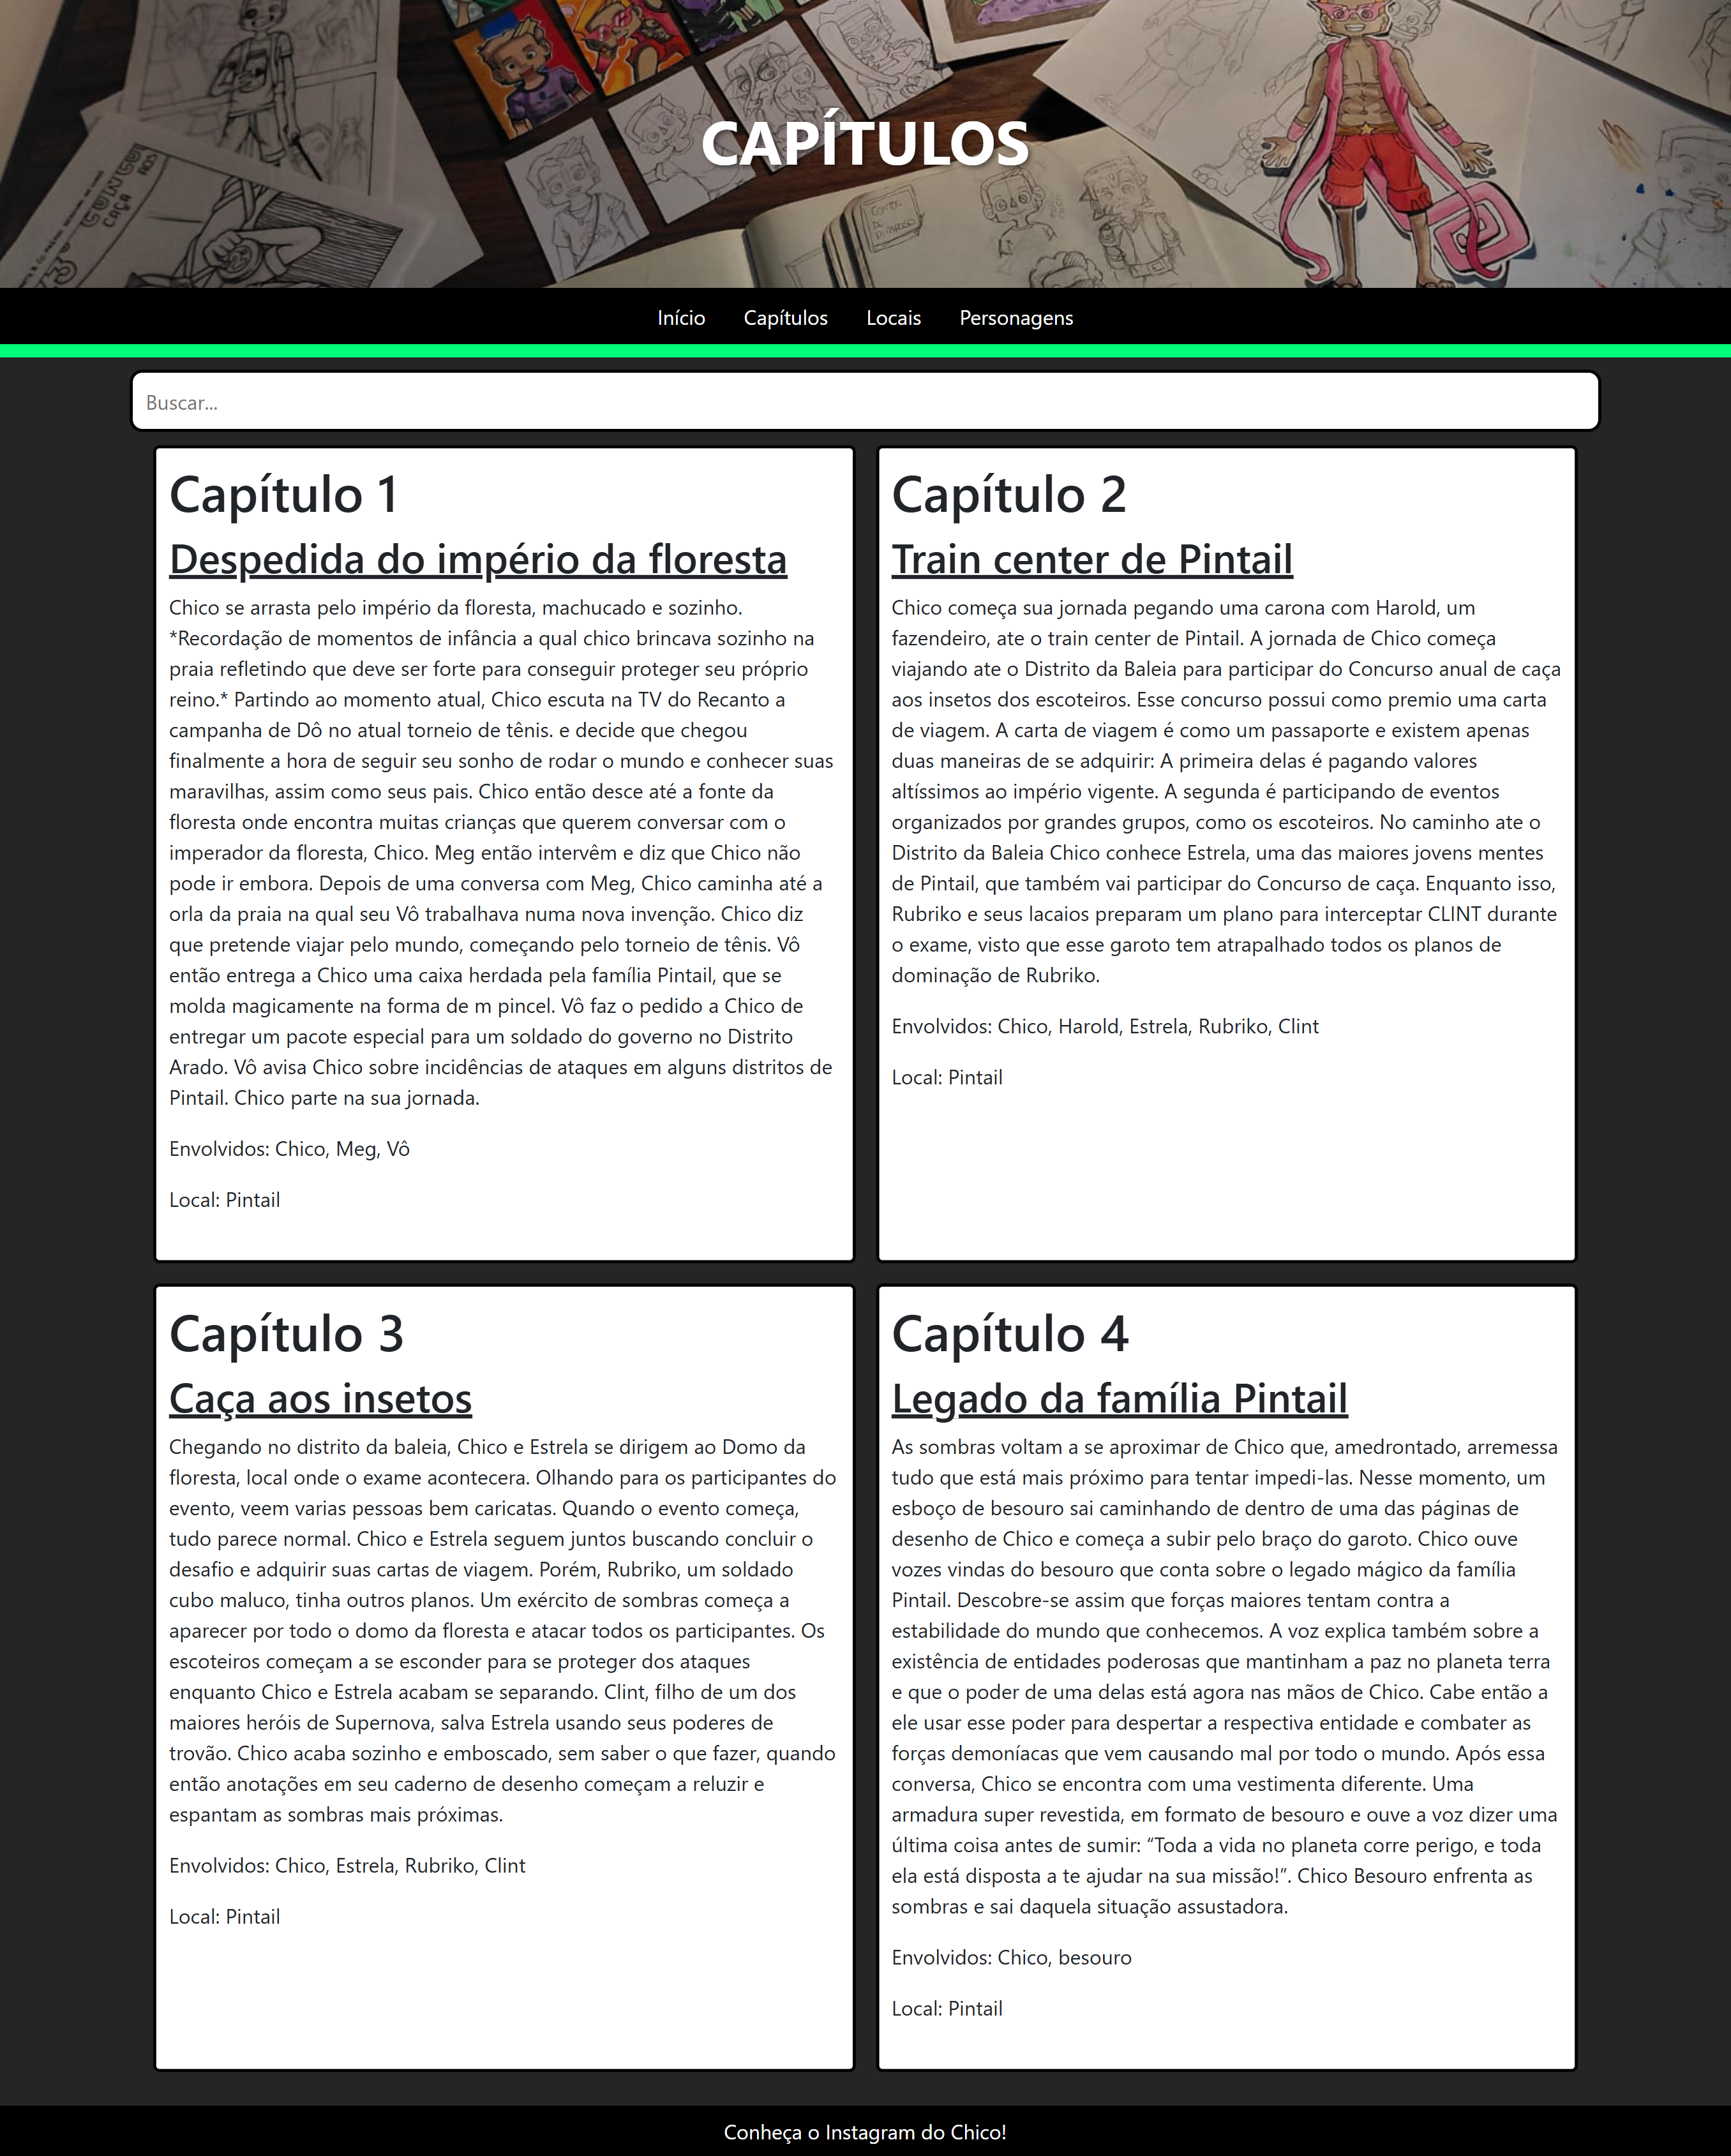 CAPÍTULOS
Início
Capítulos
Locais
Personagens
Buscar...
Capítulo 1
Despedida do império da floresta
Chico se arrasta pelo império da floresta, machucado e sozinho.
*Recordação de momentos de infância a qual chico brincava sozinho na
praia refletindo que deve ser forte para conseguir proteger seu próprio
reino.* Partindo ao momento atual, Chico escuta na TV do Recanto a
campanha de Dô no atual torneio de tênis. e decide que chegou
finalmente a hora de seguir seu sonho de rodar o mundo e conhecer suas
maravilhas, assim como seus pais. Chico então desce até a fonte da
floresta onde encontra muitas crianças que querem conversar com o
imperador da floresta, Chico. Meg então intervêm e diz que Chico não
pode ir embora. Depois de uma conversa com Meg, Chico caminha até a
orla da praia na qual seu Vô trabalhava numa nova invenção. Chico diz
que pretende viajar pelo mundo, começando pelo torneio de tênis. Vô
então entrega a Chico uma caixa herdada pela família Pintail, que se
molda magicamente na forma de m pincel. Vô faz o pedido a Chico de
entregar um pacote especial para um soldado do governo no Distrito
Arado. Vô avisa Chico sobre incidências de ataques em alguns distritos de
Pintail. Chico parte na sua jornada.
Envolvidos: Chico, Meg, Vô
Local: Pintail
Capítulo 2
Train center de Pintail
Chico começa sua jornada pegando uma carona com Harold, um
fazendeiro, ate o train center de Pintail. A jornada de Chico começa
viajando ate o Distrito da Baleia para participar do Concurso anual de caça
aos insetos dos escoteiros. Esse concurso possui como premio uma carta
de viagem. A carta de viagem é como um passaporte e existem apenas
duas maneiras de se adquirir: A primeira delas é pagando valores
altíssimos ao império vigente. A segunda é participando de eventos
organizados por grandes grupos, como os escoteiros. No caminho ate o
Distrito da Baleia Chico conhece Estrela, uma das maiores jovens mentes
de Pintail, que também vai participar do Concurso de caça. Enquanto isso,
Rubriko e seus lacaios preparam um plano para interceptar CLINT durante
o exame, visto que esse garoto tem atrapalhado todos os planos de
dominação de Rubriko.
Envolvidos: Chico, Harold, Estrela, Rubriko, Clint
Local: Pintail
Capítulo 3
Caça aos insetos
Chegando no distrito da baleia, Chico e Estrela se dirigem ao Domo da
floresta, local onde o exame acontecera. Olhando para os participantes do
evento, veem varias pessoas bem caricatas. Quando o evento começa,
tudo parece normal. Chico e Estrela seguem juntos buscando concluir o
desafio e adquirir suas cartas de viagem. Porém, Rubriko, um soldado
cubo maluco, tinha outros planos. Um exército de sombras começa a
aparecer por todo o domo da floresta e atacar todos os participantes. Os
escoteiros começam a se esconder para se proteger dos ataques
enquanto Chico e Estrela acabam se separando. Clint, filho de um dos
maiores heróis de Supernova, salva Estrela usando seus poderes de
trovão. Chico acaba sozinho e emboscado, sem saber o que fazer, quando
então anotações em seu caderno de desenho começam a reluzir e
espantam as sombras mais próximas.
Envolvidos: Chico, Estrela, Rubriko, Clint
Local: Pintail
Capítulo 4
Legado da família Pintail
As sombras voltam a se aproximar de Chico que, amedrontado, arremessa
tudo que está mais próximo para tentar impedi-las. Nesse momento, um
esboço de besouro sai caminhando de dentro de uma das páginas de
desenho de Chico e começa a subir pelo braço do garoto. Chico ouve
vozes vindas do besouro que conta sobre o legado mágico da família
Pintail. Descobre-se assim que forças maiores tentam contra a
estabilidade do mundo que conhecemos. A voz explica também sobre a
existência de entidades poderosas que mantinham a paz no planeta terra
e que o poder de uma delas está agora nas mãos de Chico. Cabe então a
ele usar esse poder para despertar a respectiva entidade e combater as
forças demoníacas que vem causando mal por todo o mundo. Após essa
conversa, Chico se encontra com uma vestimenta diferente. Uma
armadura super revestida, em formato de besouro e ouve a voz dizer uma
última coisa antes de sumir: “Toda a vida no planeta corre perigo, e toda
ela está disposta a te ajudar na sua missão!”. Chico Besouro enfrenta as
sombras e sai daquela situação assustadora.
Envolvidos: Chico, besouro
Local: Pintail
Conheça o Instagram do Chico!